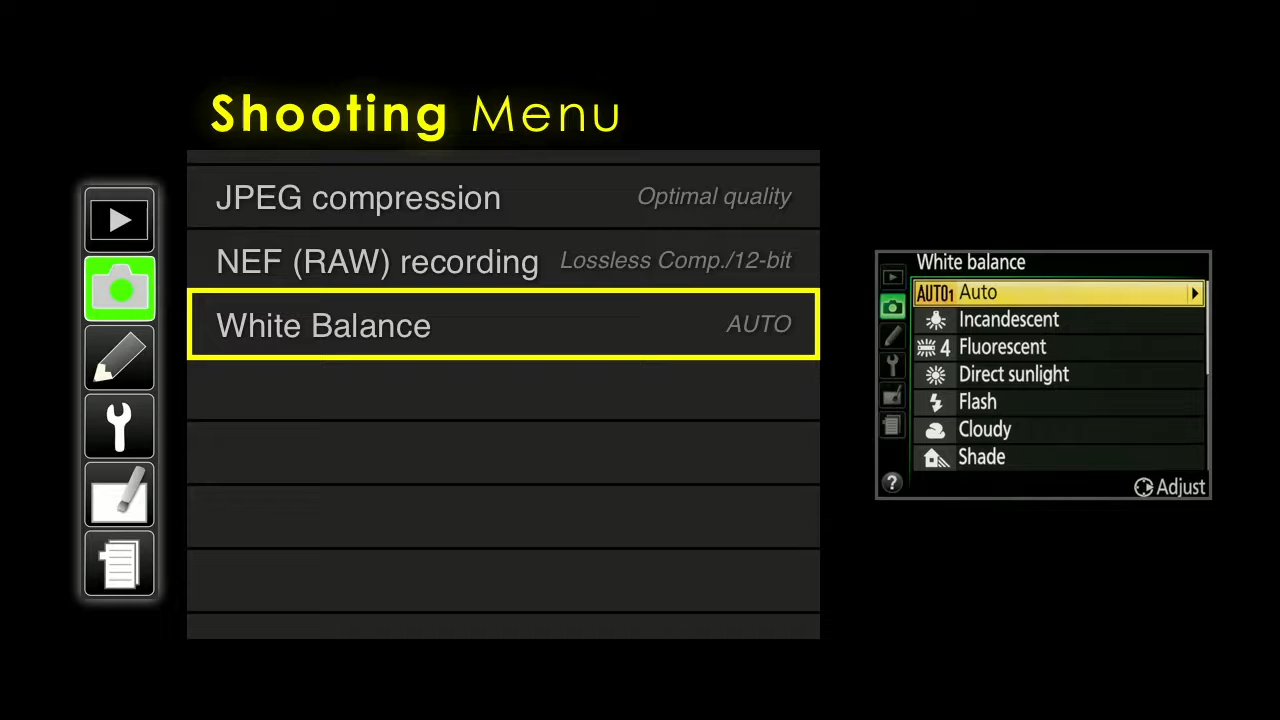 Shooting Menu
JPEG compression Optimal quality
NEF (RAW) recording Lossless Comp./12-bit
White Balance AUTO
White balance
AUTO1 Auto
Incandescent
4 Fluorescent
Direct sunlight
Flash
Cloudy
Shade
? Adjust